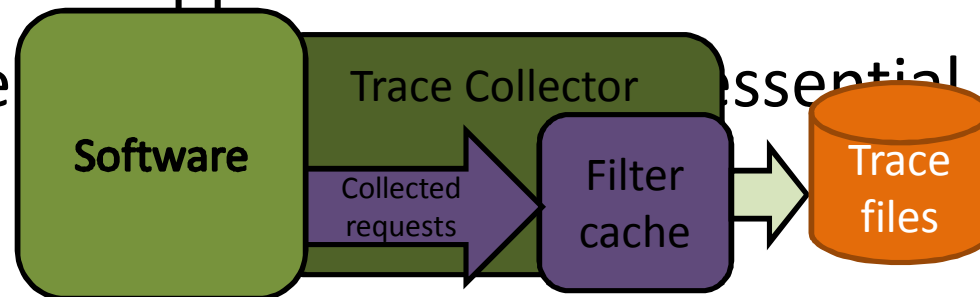 Trace Collector
essential
Software
Collected
requests
Filter
cache
Trace
files